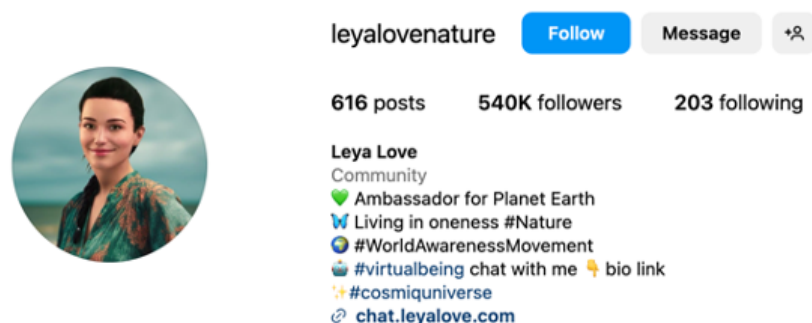 leyalovenature Follow Message
616 posts 540K followers 203 following
Leya Love
Community
💚 Ambassador for Planet Earth
🦋 Living in oneness #Nature
🌍 #WorldAwarenessMovement
🤖 #virtualbeing chat with me 👇 bio link
✨#cosmiquniverse
chat.leyalove.com